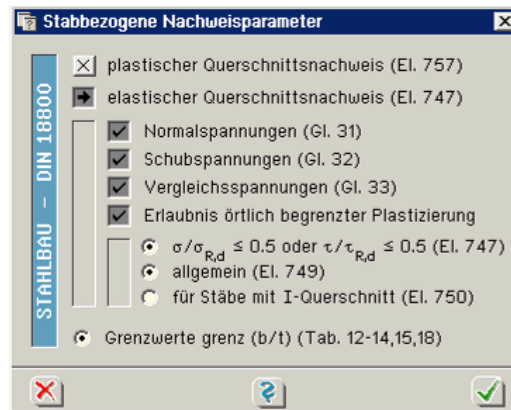 Stabbezogene Nachweisparameter
STAHLBAU - DIN 18800
plastischer Querschnittsnachweis (El. 757)
elastischer Querschnittsnachweis (El. 747)
Normalspannungen (Gl. 31)
Schubspannungen (Gl. 32)
Vergleichsspannungen (Gl. 33)
Erlaubnis örtlich begrenzter Plastizierung
σ/σR,d ≤ 0.5 oder τ/τR,d ≤ 0.5 (El. 747)
allgemein (El. 749)
für Stäbe mit I-Querschnitt (El. 750)
Grenzwerte grenz (b/t) (Tab. 12-14,15,18)